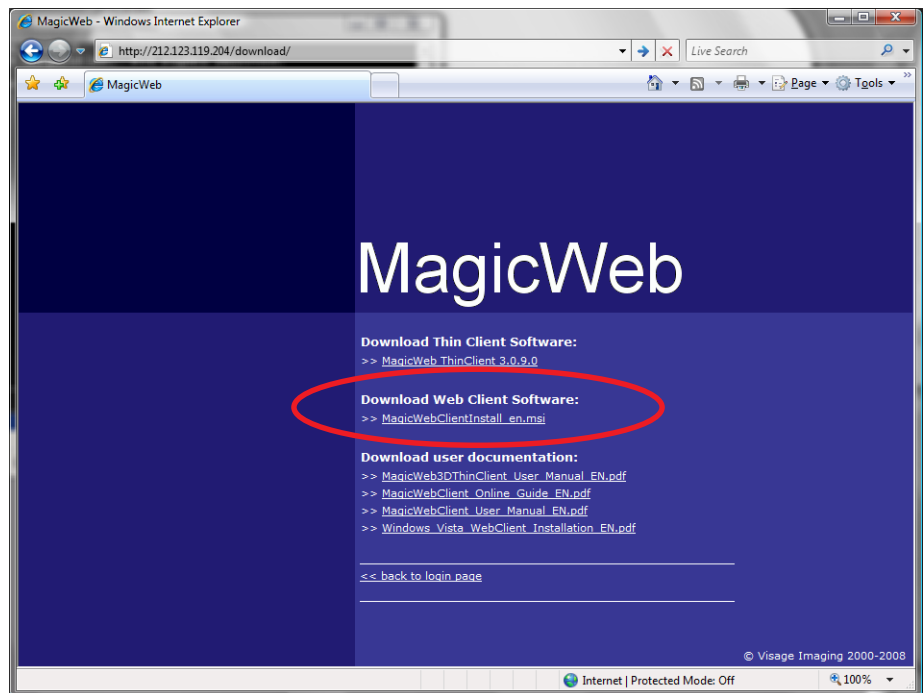 MagicWeb - Windows Internet Explorer
http://212.123.119.204/download/
Live Search
MagicWeb
Page
Tools
MagicWeb
Download Thin Client Software:
>> MagicWeb ThinClient 3.0.9.0
Download Web Client Software:
>> MagicWebClientInstall_en.msi
Download user documentation:
>> MagicWeb3DThinClient_User_Manual_EN.pdf
>> MagicWebClient_Online_Guide_EN.pdf
>> MagicWebClient_User_Manual_EN.pdf
>> Windows_Vista_WebClient_Installation_EN.pdf
<< back to login page
© Visage Imaging 2000-2008
Internet | Protected Mode: Off
100%